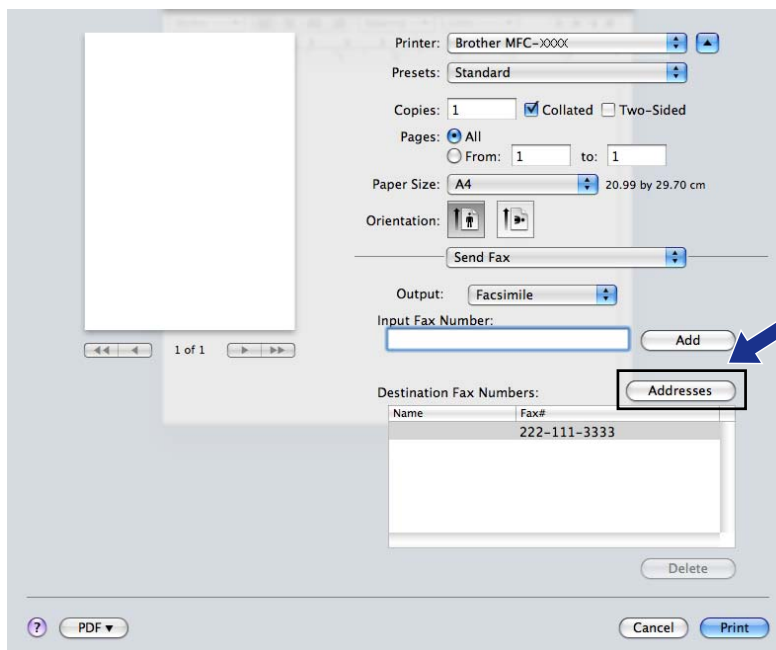 Printer: Brother MFC-XXXX
Presets: Standard
Copies: 1 Collated Two-Sided
Pages: All
From: 1 to: 1
Paper Size: A4 20.99 by 29.70 cm
Orientation:
Send Fax
Output: Facsimile
Input Fax Number:
Add
1 of 1
Destination Fax Numbers: Addresses
Name Fax#
222-111-3333
Delete
? PDF Cancel Print